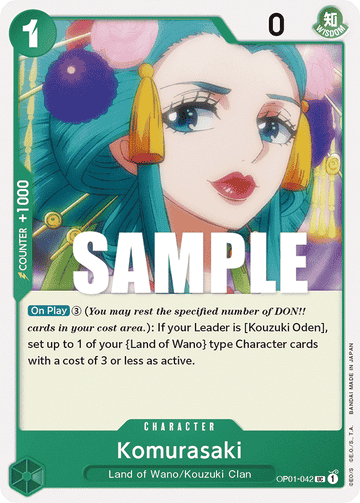 1
0
知
WISDOM
COUNTER +1000
SAMPLE
On Play ③ (You may rest the specified number of DON!!
cards in your cost area.): If your Leader is [Kouzuki Oden],
set up to 1 of your {Land of Wano} type Character cards
with a cost of 3 or less as active.
CHARACTER
Komurasaki
Land of Wano/Kouzuki Clan
OP01-042 UC 1
©E.O./S. ©E.O./S., T.A. BANDAI MADE IN JAPAN